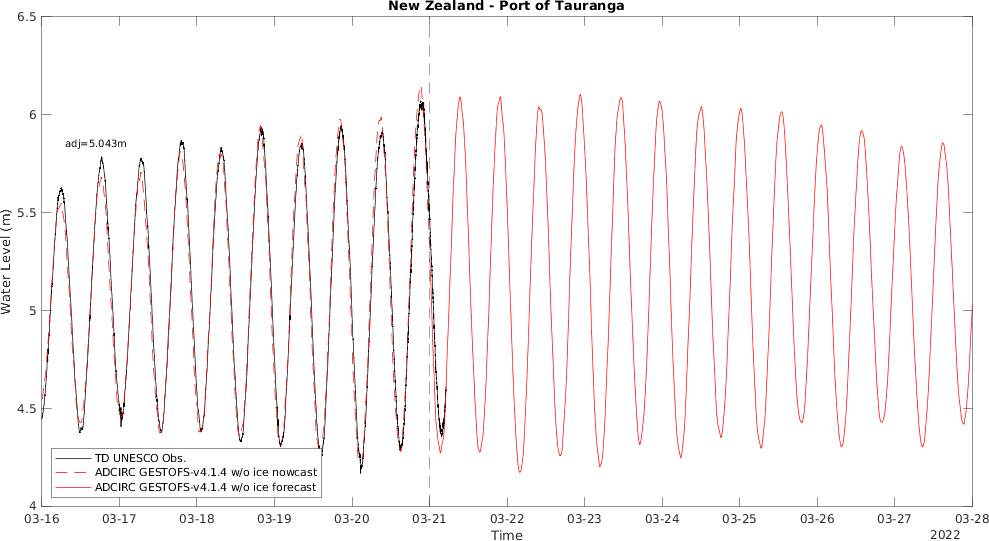 New Zealand - Port of Tauranga
6.5
6
5.5
5
4.5
4
Water Level (m)
adj=5.043m
TD UNESCO Obs.
ADCIRC GESTOFS-v4.1.4 w/o ice nowcast
ADCIRC GESTOFS-v4.1.4 w/o ice forecast
03-16 03-17 03-18 03-19 03-20 03-21 03-22 03-23 03-24 03-25 03-26 03-27 03-28
Time
2022